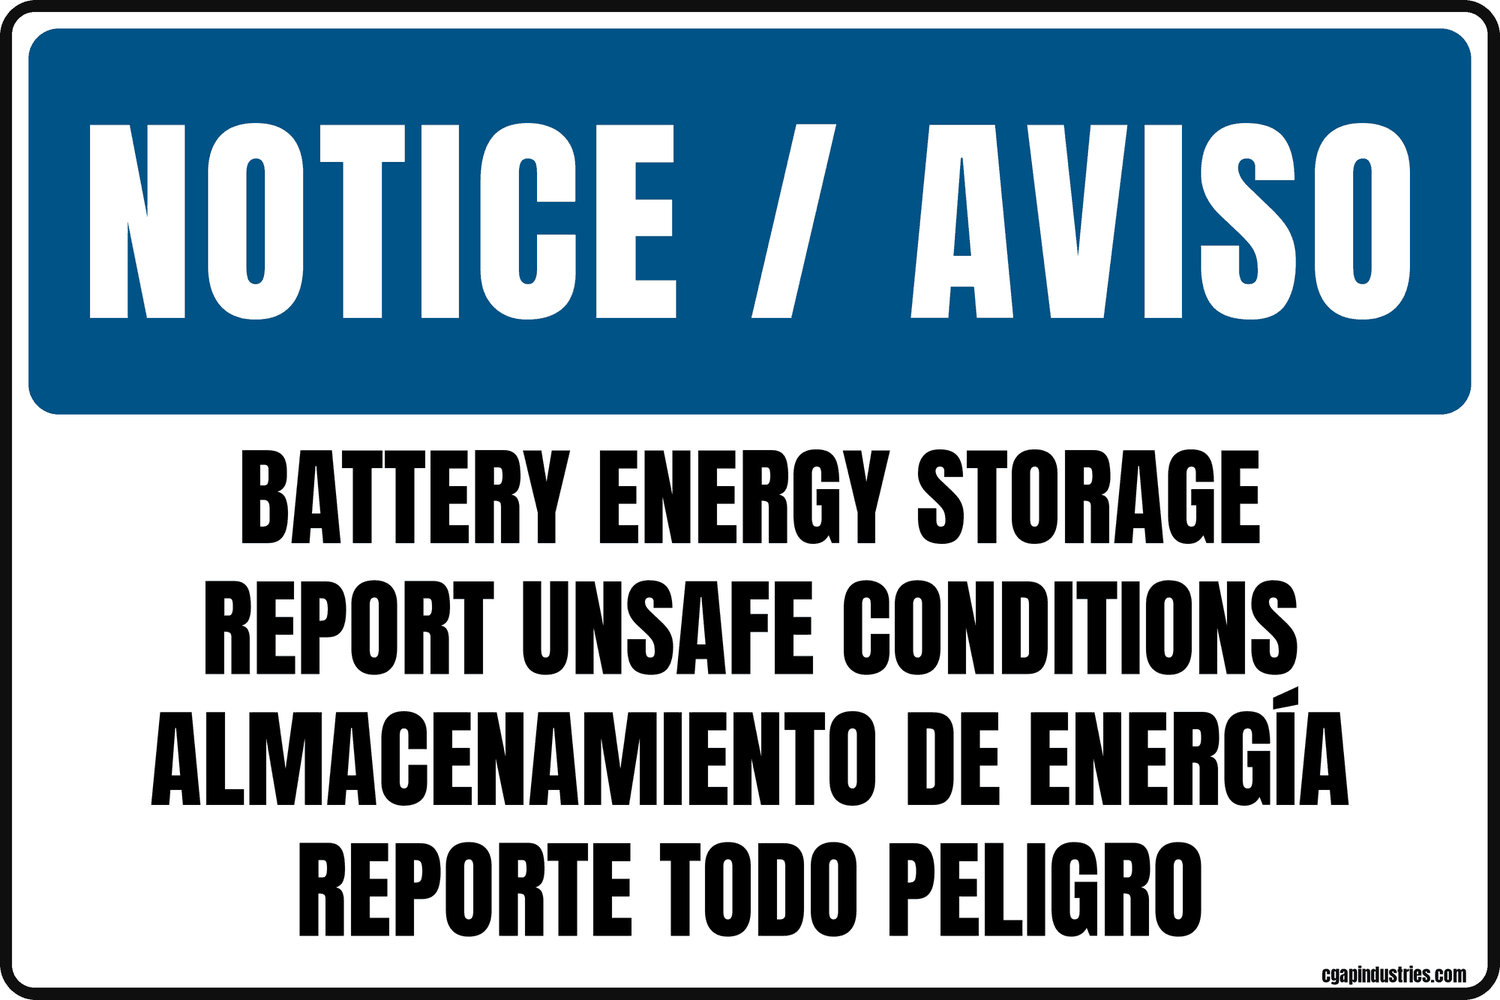 NOTICE / AVISO
BATTERY ENERGY STORAGE
REPORT UNSAFE CONDITIONS
ALMACENAMIENTO DE ENERGÍA
REPORTE TODO PELIGRO
cgapindustries.com